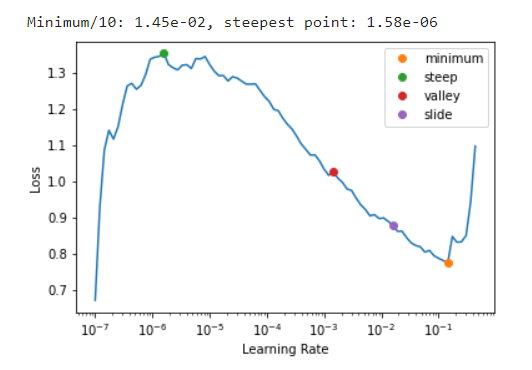 Minimum/10: 1.45e-02, steepest point: 1.58e-06
minimum
steep
valley
slide
1.3
1.2
1.1
1.0
0.9
0.8
0.7
Loss
10⁻⁷
10⁻⁶
10⁻⁵
10⁻⁴
10⁻³
10⁻²
10⁻¹
Learning Rate